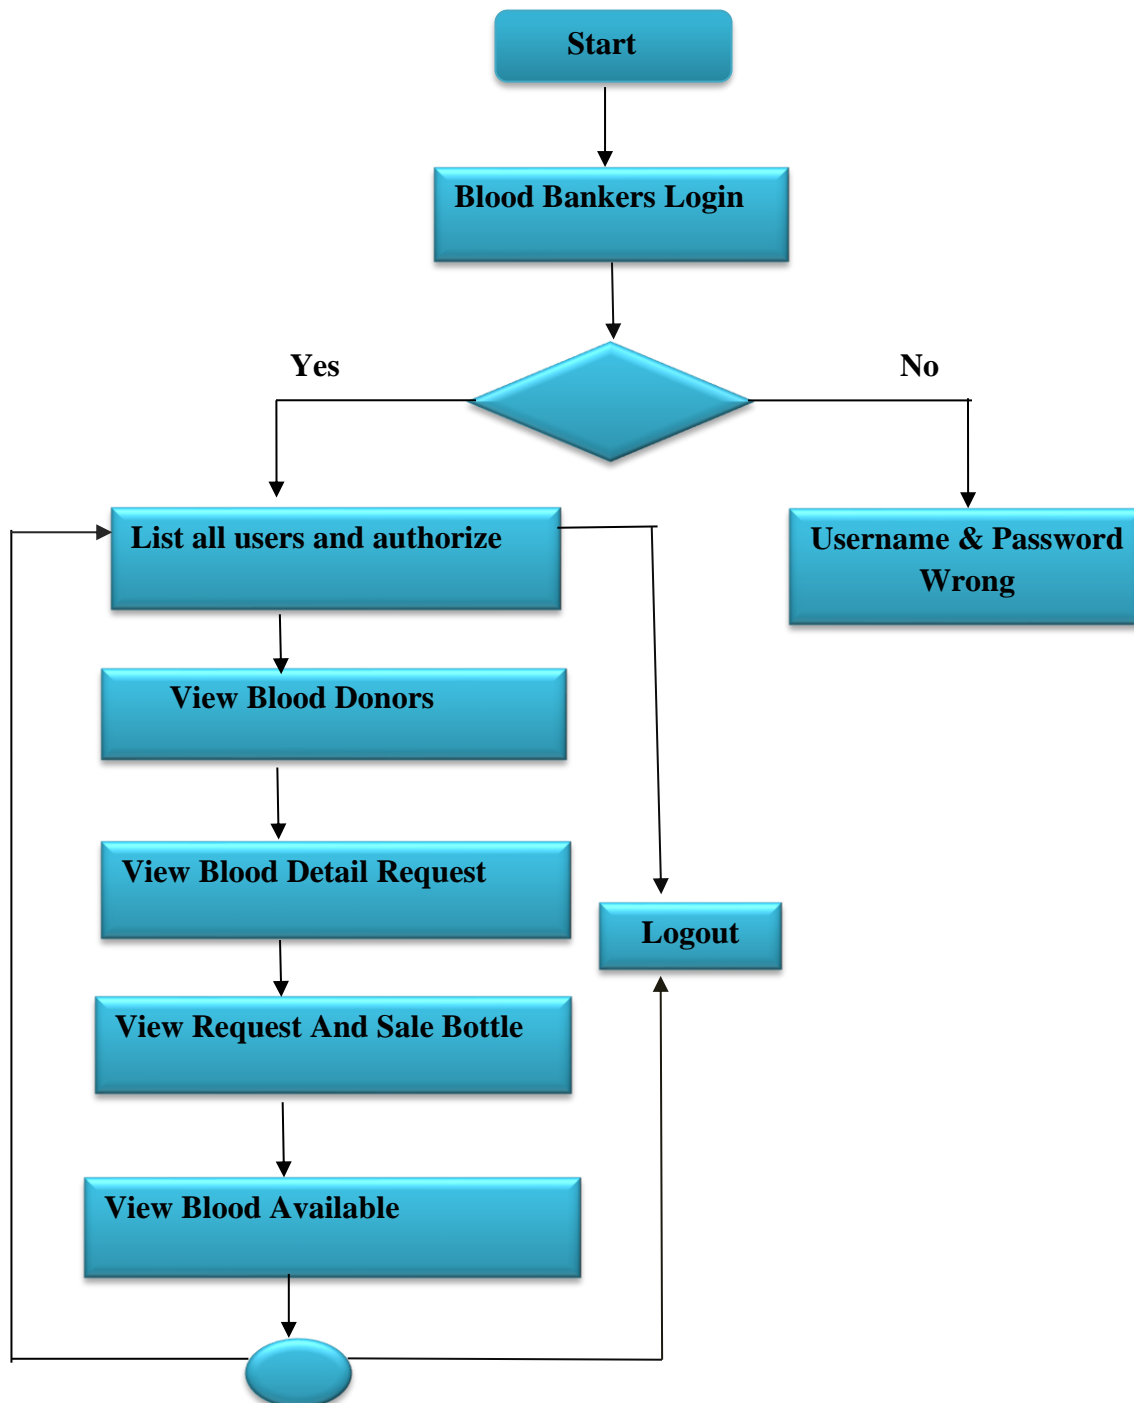 Start
Blood Bankers Login
Yes
No
List all users and authorize
Username & Password
Wrong
View Blood Donors
View Blood Detail Request
Logout
View Request And Sale Bottle
View Blood Available